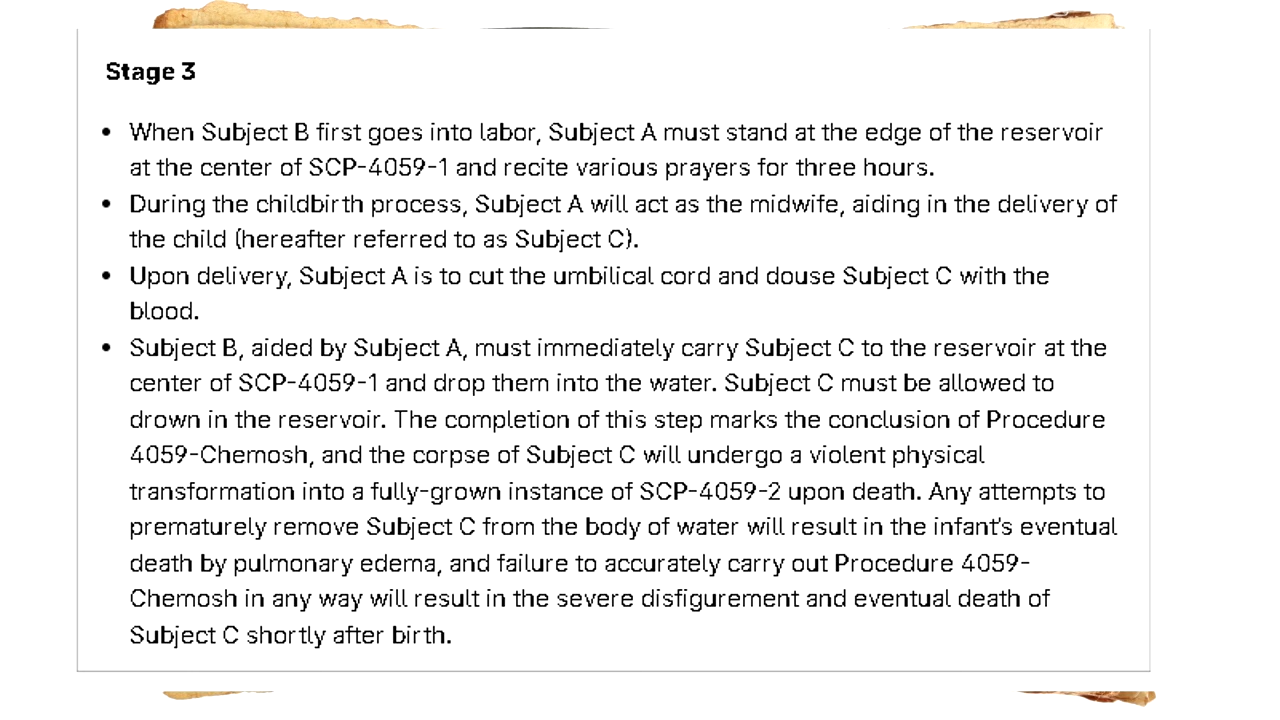 Stage 3
• When Subject B first goes into labor, Subject A must stand at the edge of the reservoir
at the center of SCP-4059-1 and recite various prayers for three hours.
• During the childbirth process, Subject A will act as the midwife, aiding in the delivery of
the child (hereafter referred to as Subject C).
• Upon delivery, Subject A is to cut the umbilical cord and douse Subject C with the
blood.
• Subject B, aided by Subject A, must immediately carry Subject C to the reservoir at the
center of SCP-4059-1 and drop them into the water. Subject C must be allowed to
drown in the reservoir. The completion of this step marks the conclusion of Procedure
4059-Chemosh, and the corpse of Subject C will undergo a violent physical
transformation into a fully-grown instance of SCP-4059-2 upon death. Any attempts to
prematurely remove Subject C from the body of water will result in the infant's eventual
death by pulmonary edema, and failure to accurately carry out Procedure 4059-
Chemosh in any way will result in the severe disfigurement and eventual death of
Subject C shortly after birth.